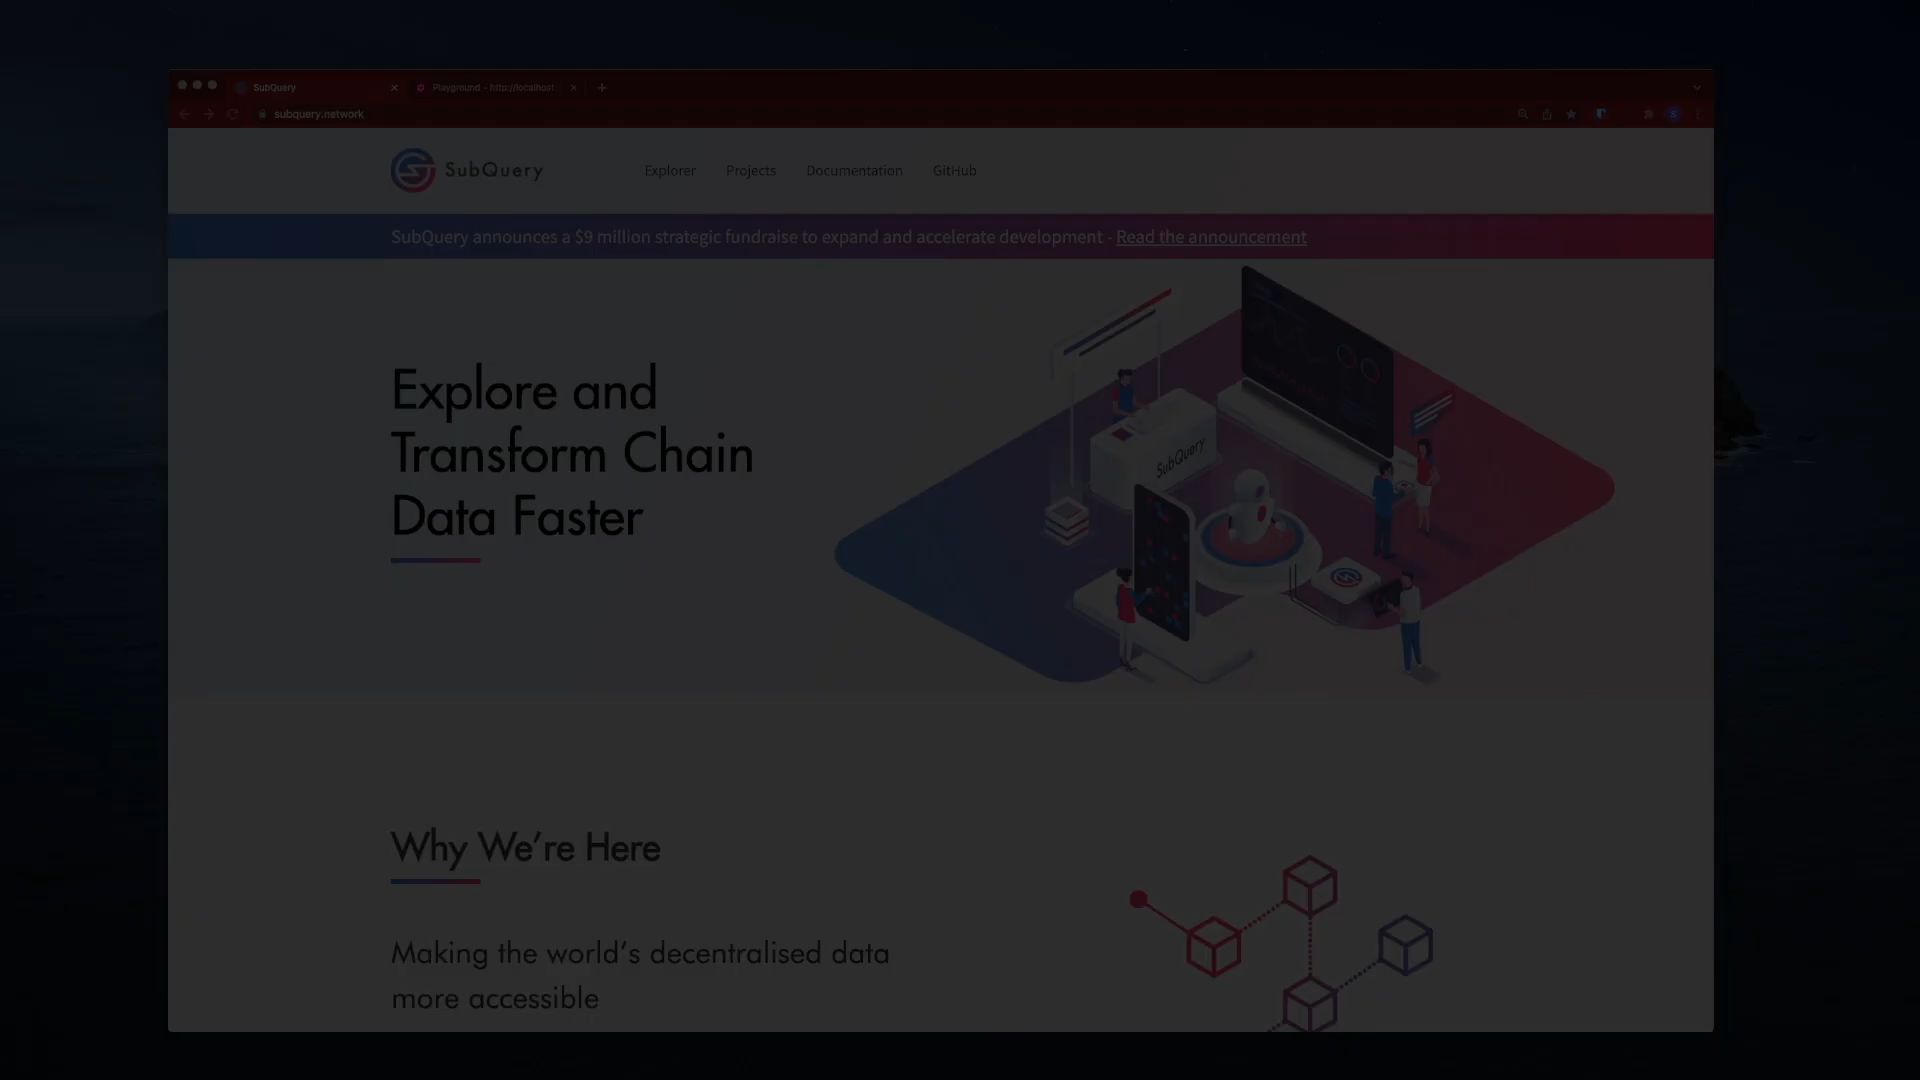 SubQuery
Playground - http://localhost...
subquery.network
S
SubQuery
Explorer
Projects
Documentation
GitHub
SubQuery announces a $9 million strategic fundraise to expand and accelerate development - Read the announcement
Explore and
Transform Chain
Data Faster
SubQuery
Why We're Here
Making the world's decentralised data
more accessible